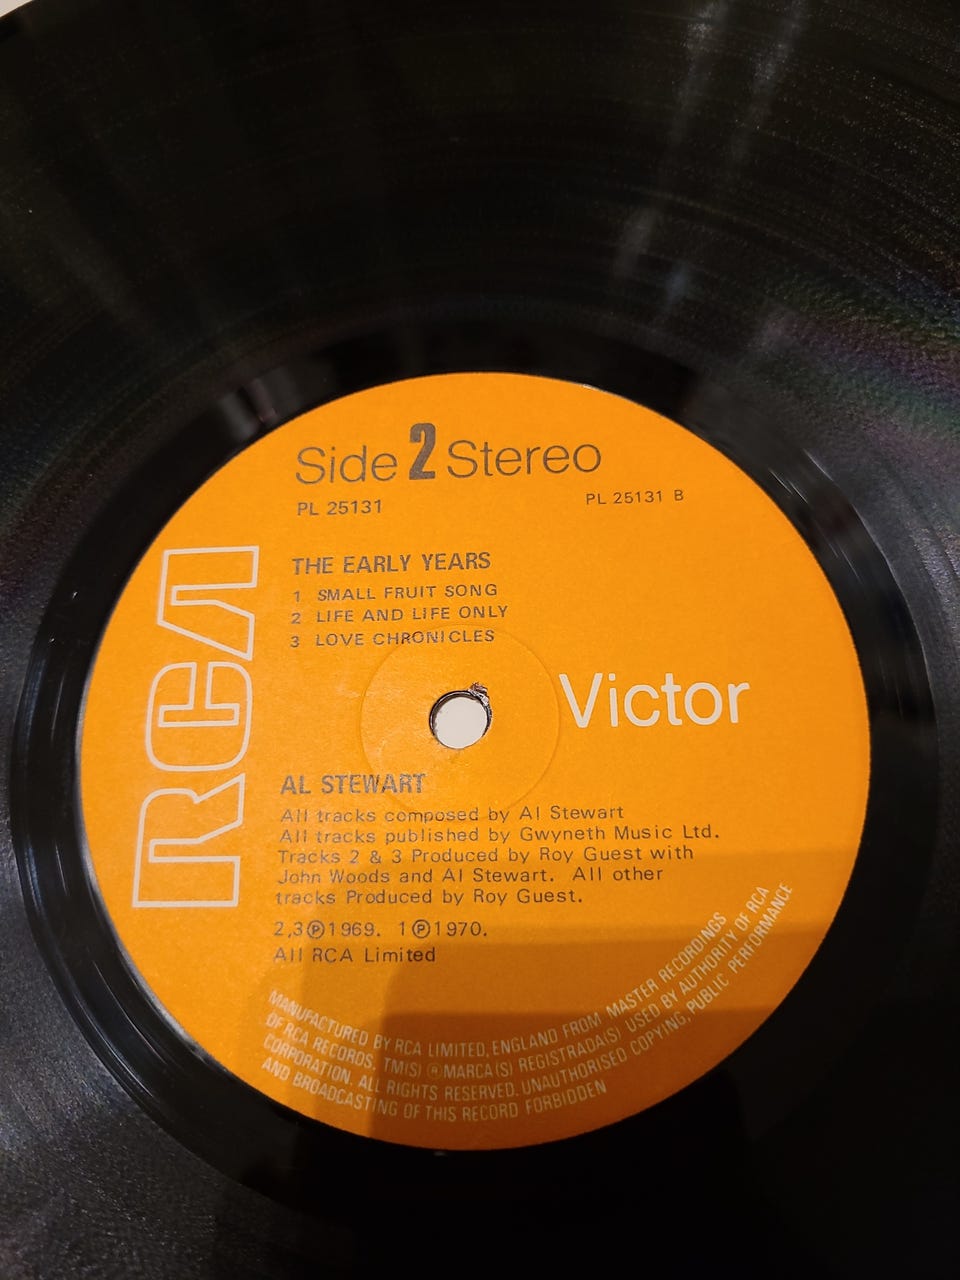 Side 2 Stereo
PL 25131
PL 25131 B
THE EARLY YEARS
1 SMALL FRUIT SONG
2 LIFE AND LIFE ONLY
3 LOVE CHRONICLES
RCA
Victor
AL STEWART
All tracks composed by Al Stewart
All tracks published by Gwyneth Music Ltd.
Tracks 2 & 3 Produced by Roy Guest with
John Woods and Al Stewart. All other
tracks Produced by Roy Guest.
2,3℗1969. 1℗1970.
All RCA Limited
MANUFACTURED BY RCA LIMITED, ENGLAND FROM MASTER RECORDINGS
OF RCA RECORDS. TM(S) ® MARCA(S) REGISTRADA(S) USED BY AUTHORITY OF RCA
CORPORATION. ALL RIGHTS RESERVED. UNAUTHORISED COPYING, PUBLIC PERFORMANCE
AND BROADCASTING OF THIS RECORD FORBIDDEN